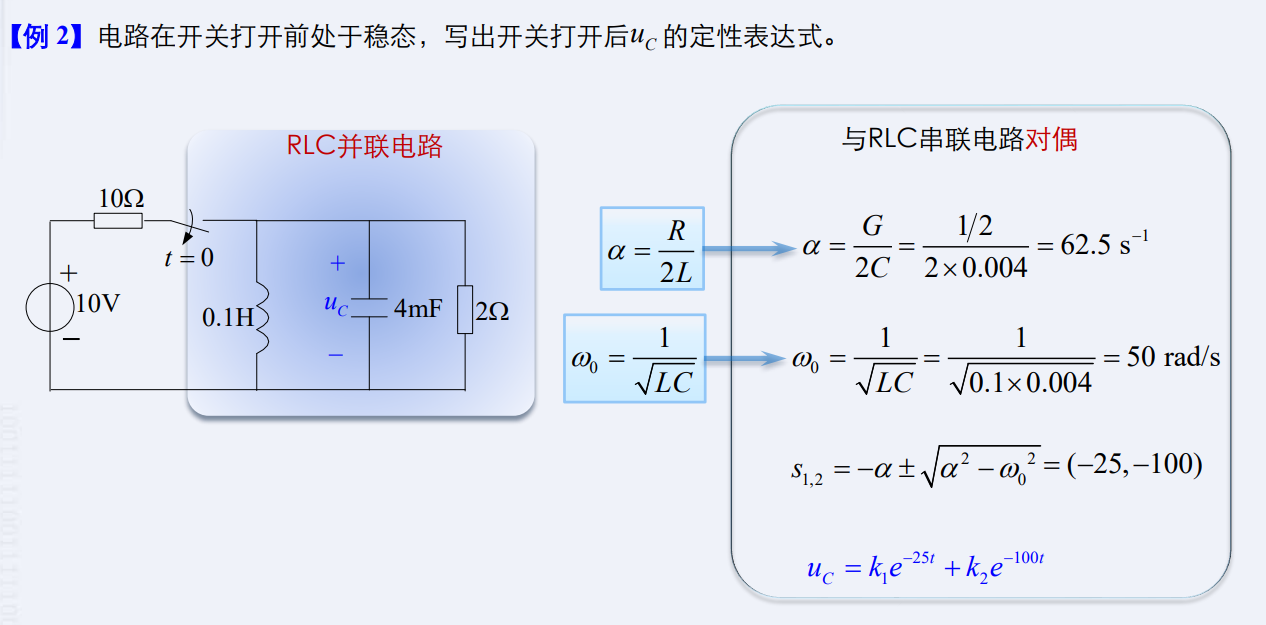 【例 2】电路在开关打开前处于稳态，写出开关打开后u_C 的定性表达式。
RLC并联电路
10Ω
t = 0
+
10V
−
0.1H
+
u_C
−
4mF
2Ω
与RLC串联电路对偶
α = R/2L
α = G/2C = 1/2 / 2×0.004 = 62.5 s⁻¹
ω₀ = 1/√LC
ω₀ = 1/√LC = 1/√0.1×0.004 = 50 rad/s
s₁,₂ = −α ± √α² − ω₀² = (−25, −100)
u_C = k₁e^−25t + k₂e^−100t